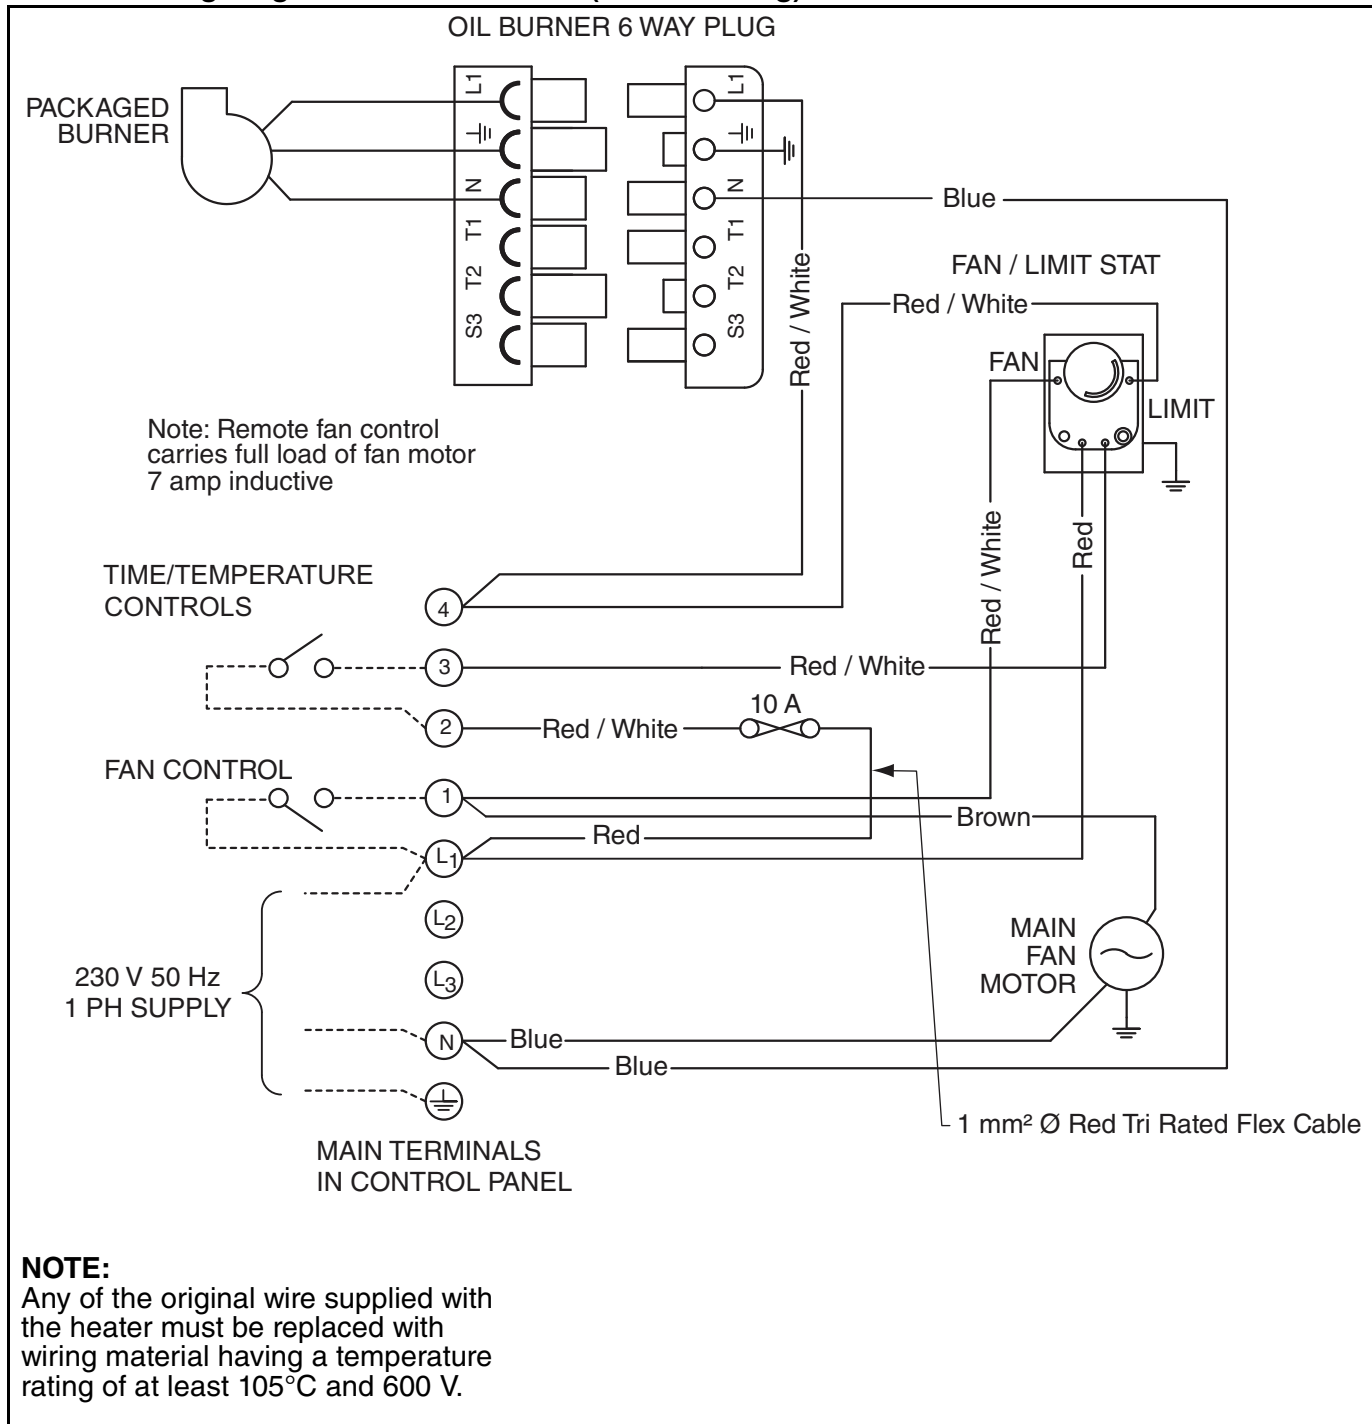 OIL BURNER 6 WAY PLUG
PACKAGED
BURNER
L1
N
T1
T2
S3
L1
N
T1
T2
S3
Blue
Red / White
FAN / LIMIT STAT
Red / White
FAN
LIMIT
Note: Remote fan control
carries full load of fan motor
7 amp inductive
Red / White
Red
TIME/TEMPERATURE
CONTROLS
4
3
Red / White
2
Red / White
10 A
FAN CONTROL
1
Brown
Red
L1
L2
L3
230 V 50 Hz
1 PH SUPPLY
MAIN
FAN
MOTOR
N
Blue
Blue
1 mm² Ø Red Tri Rated Flex Cable
MAIN TERMINALS
IN CONTROL PANEL
NOTE:
Any of the original wire supplied with
the heater must be replaced with
wiring material having a temperature
rating of at least 105°C and 600 V.